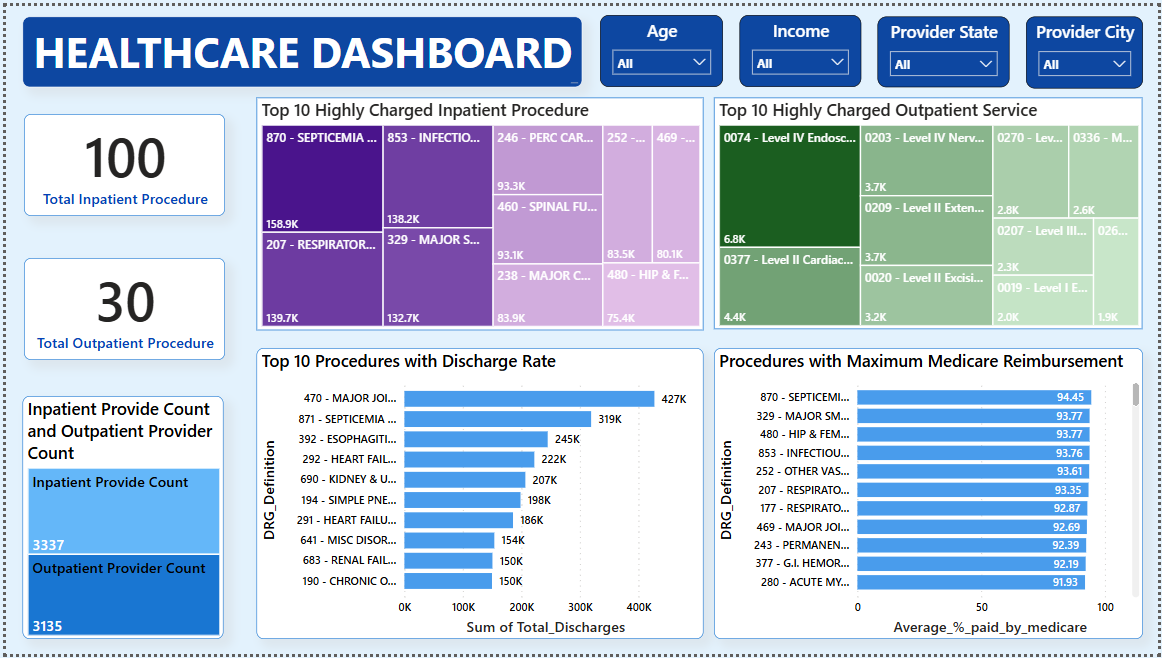 HEALTHCARE DASHBOARD
Age
All
Income
All
Provider State
All
Provider City
All
100
Total Inpatient Procedure
30
Total Outpatient Procedure
Inpatient Provide Count
and Outpatient Provider
Count
Inpatient Provide Count
3337
Outpatient Provider Count
3135
Top 10 Highly Charged Inpatient Procedure
870 - SEPTICEMIA ...
158.9K
207 - RESPIRATOR...
139.7K
853 - INFECTIO...
138.2K
329 - MAJOR S...
132.7K
246 - PERC CAR...
93.3K
460 - SPINAL FU...
93.1K
238 - MAJOR C...
83.9K
252 -...
83.5K
469 -...
80.1K
480 - HIP & F...
75.4K
Top 10 Highly Charged Outpatient Service
0074 - Level IV Endosc...
6.8K
0377 - Level II Cardiac...
4.4K
0203 - Level IV Nerv...
3.7K
0209 - Level II Exten...
3.7K
0020 - Level II Excisi...
3.2K
0270 - Lev...
2.8K
0336 - M...
2.6K
0207 - Level III...
2.3K
0019 - Level I E...
2.0K
026...
1.9K
Top 10 Procedures with Discharge Rate
DRG_Definition
470 - MAJOR JOI... 427K
871 - SEPTICEMIA ... 319K
392 - ESOPHAGITI... 245K
292 - HEART FAIL... 222K
690 - KIDNEY & U... 207K
194 - SIMPLE PNE... 198K
291 - HEART FAILU... 186K
641 - MISC DISOR... 154K
683 - RENAL FAIL... 150K
190 - CHRONIC O... 150K
0K 100K 200K 300K 400K
Sum of Total_Discharges
Procedures with Maximum Medicare Reimbursement
DRG_Definition
870 - SEPTICEMI... 94.45
329 - MAJOR SM... 93.77
480 - HIP & FEM... 93.77
853 - INFECTIOU... 93.76
252 - OTHER VAS... 93.61
207 - RESPIRATO... 93.35
177 - RESPIRATO... 92.87
469 - MAJOR JOI... 92.69
243 - PERMANEN... 92.39
377 - G.I. HEMOR... 92.19
280 - ACUTE MY... 91.93
0 50 100
Average_%_paid_by_medicare